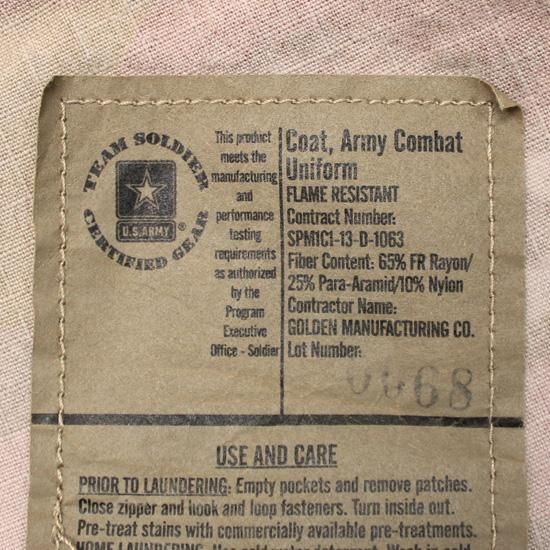 TEAM SOLDIER
U.S.ARMY
®
CERTIFIED GEAR
This product
meets the
manufacturing
and
performance
testing
requirements
as authorized
by the
Program
Executive
Office - Soldier
Coat, Army Combat
Uniform
FLAME RESISTANT
Contract Number:
SPM1C1-13-D-1063
Fiber Content: 65% FR Rayon/
25% Para-Aramid/10% Nylon
Contractor Name:
GOLDEN MANUFACTURING CO.
Lot Number:
USE AND CARE
PRIOR TO LAUNDERING: Empty pockets and remove patches.
Close zipper and hook and loop fasteners. Turn inside out.
Pre-treat stains with commercially available pre-treatments.
HOME LAUNDERING: